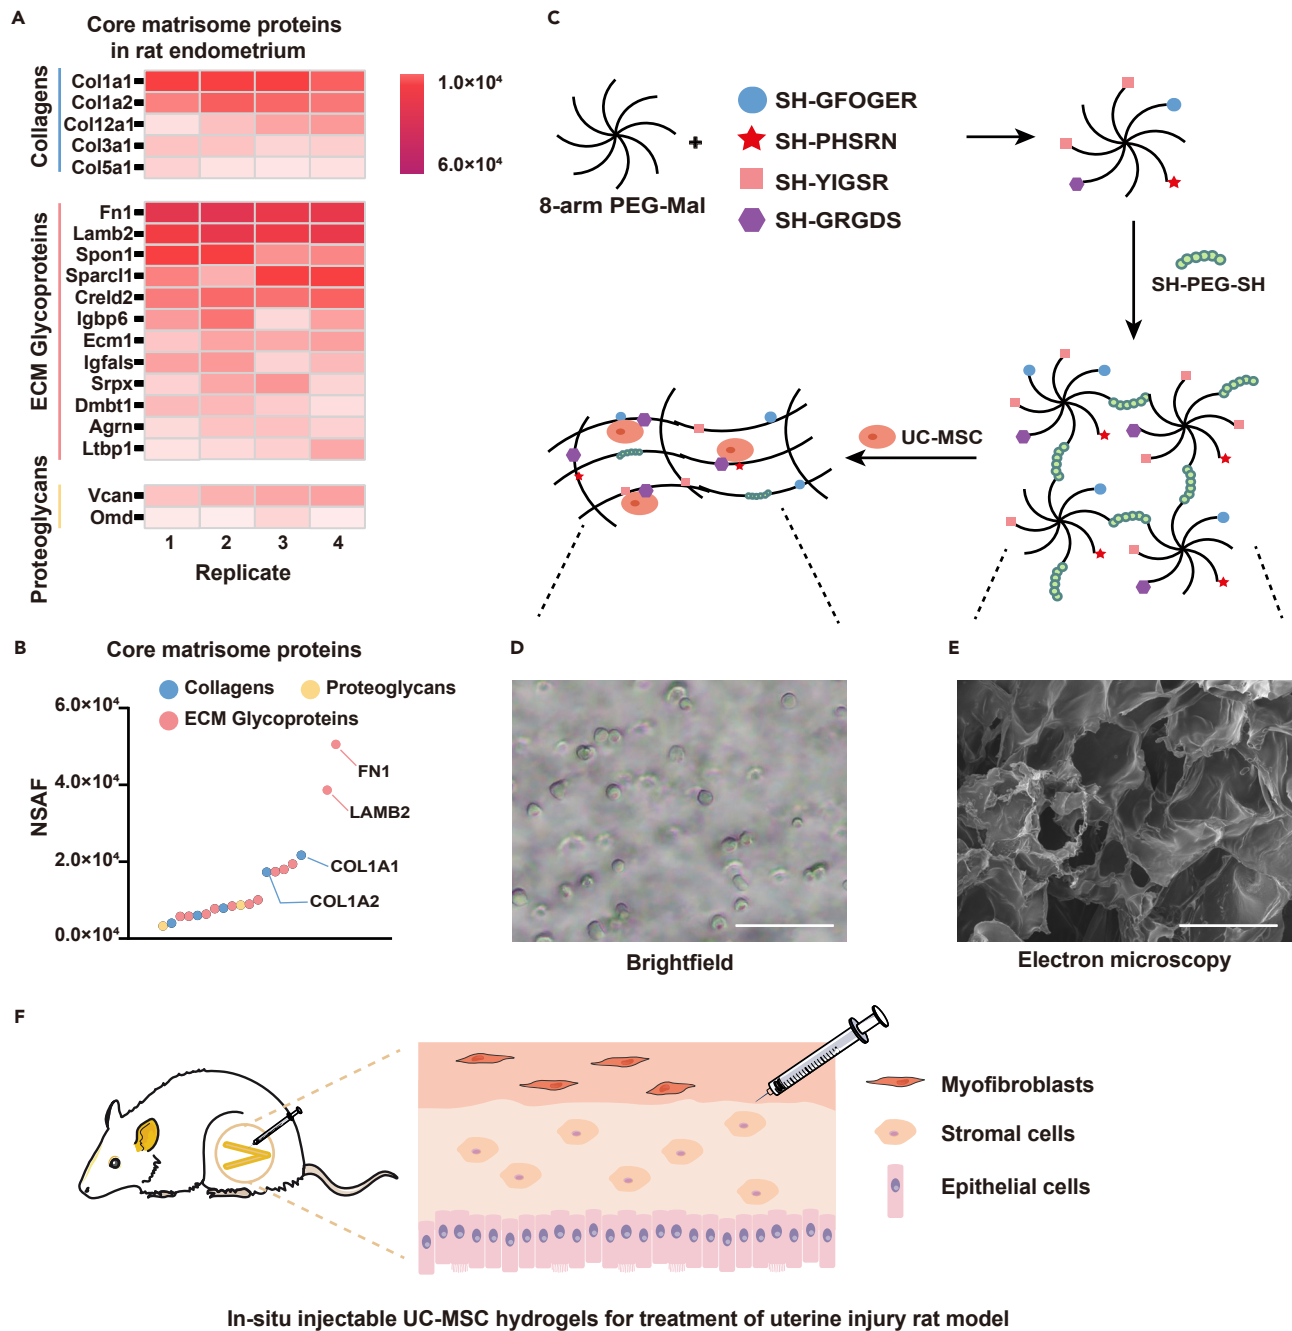 A
Core matrisome proteins
in rat endometrium
Collagens
Col1a1
Col1a2
Col12a1
Col3a1
Col5a1
1.0×10⁴
6.0×10⁴
ECM Glycoproteins
Fn1
Lamb2
Spon1
Sparcl1
Creld2
Igbp6
Ecm1
Igfals
Srpx
Dmbt1
Agrn
Ltbp1
Proteoglycans
Vcan
Omd
1 2 3 4
Replicate
B
Core matrisome proteins
Collagens
Proteoglycans
ECM Glycoproteins
NSAF
6.0×10⁴
4.0×10⁴
2.0×10⁴
0.0×10⁴
FN1
LAMB2
COL1A1
COL1A2
C
8-arm PEG-Mal
+
SH-GFOGER
SH-PHSRN
SH-YIGSR
SH-GRGDS
SH-PEG-SH
UC-MSC
D
Brightfield
E
Electron microscopy
F
Myofibroblasts
Stromal cells
Epithelial cells
In-situ injectable UC-MSC hydrogels for treatment of uterine injury rat model